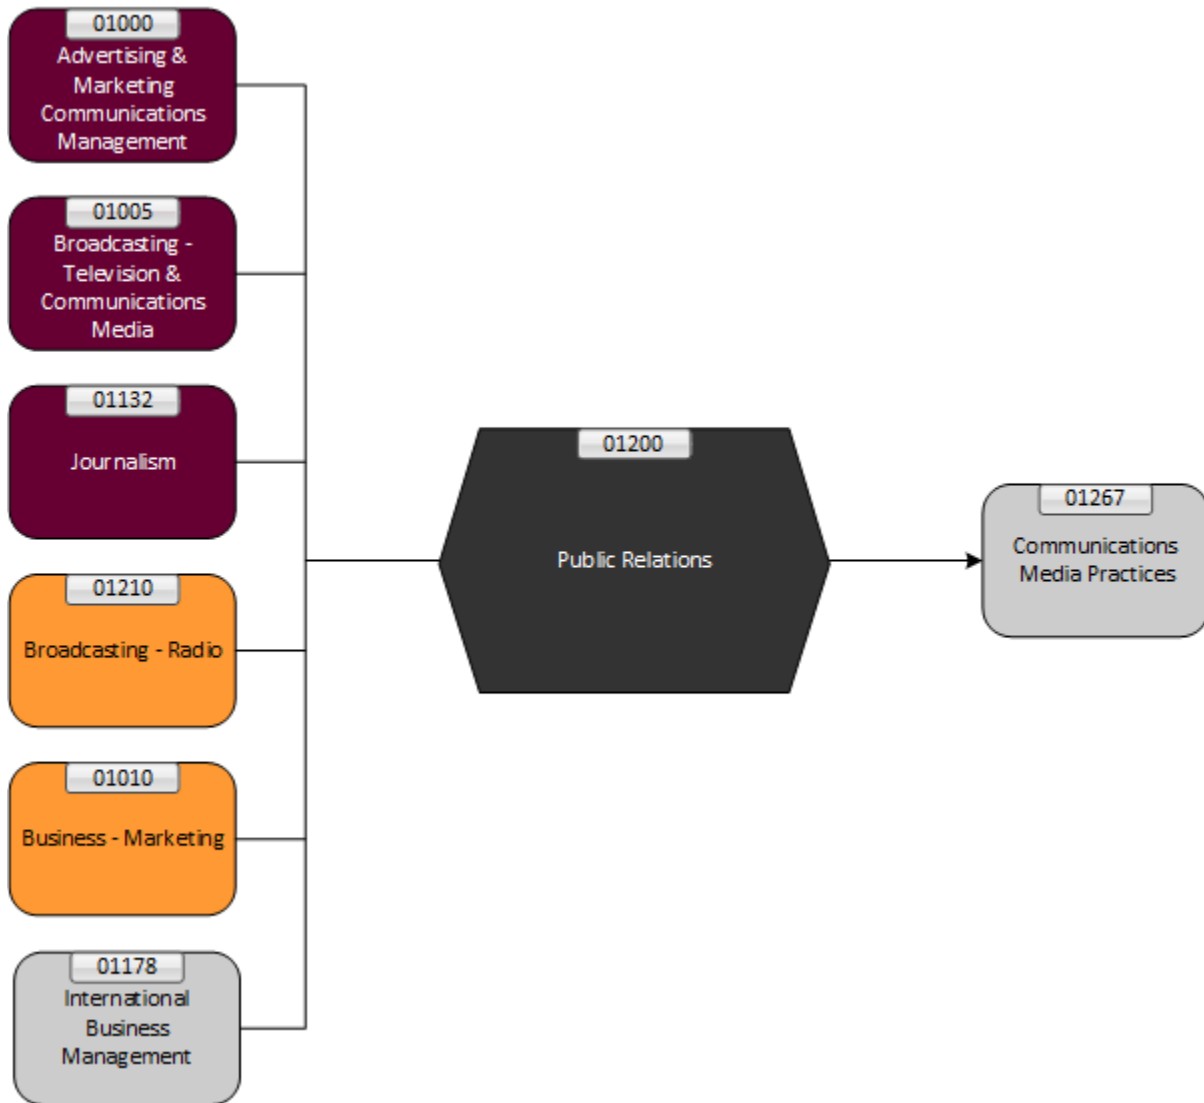 01000
Advertising &
Marketing
Communications
Management
01005
Broadcasting -
Television &
Communications
Media
01132
Journalism
01210
Broadcasting - Radio
01010
Business - Marketing
01178
International
Business
Management
01200
Public Relations
01267
Communications
Media Practices